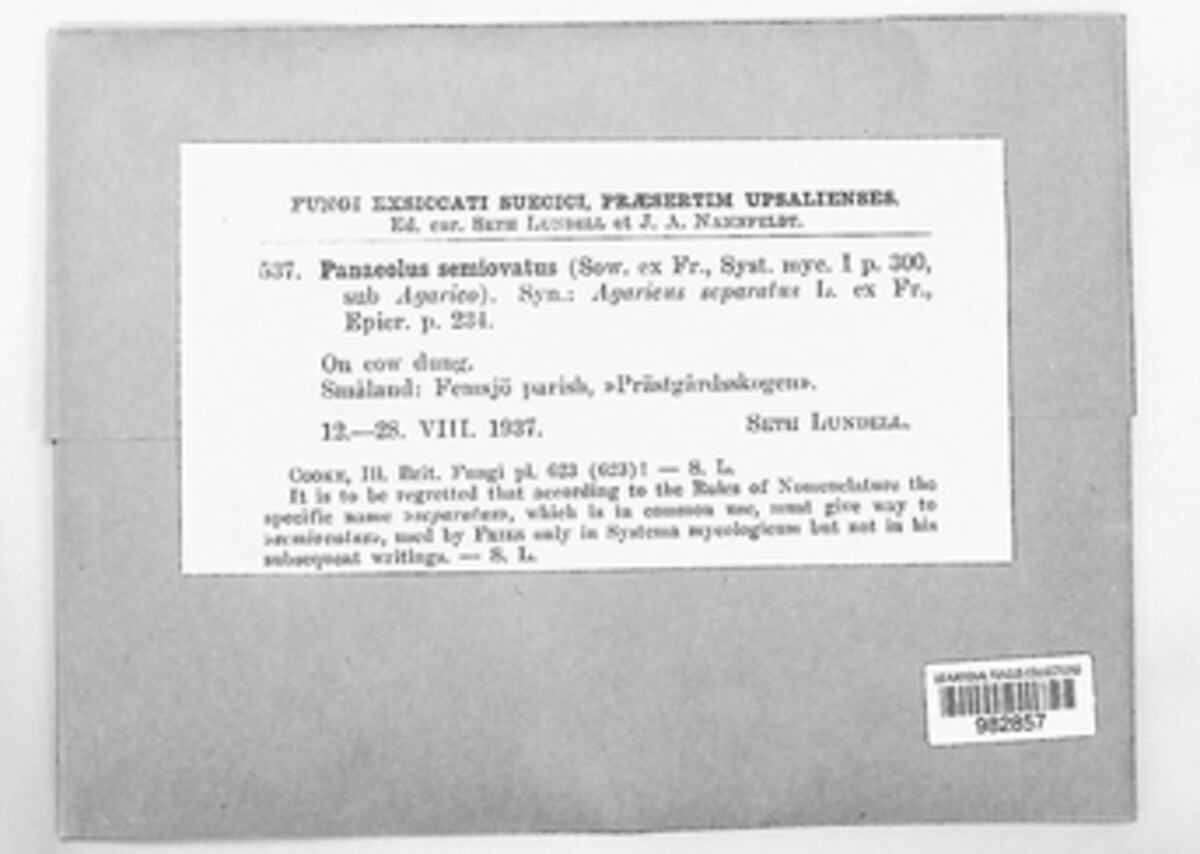 FUNGI EXSICCATI SUECICI, PRÆSERTIM UPSALIENSES.
Ed. cur. SETH LUNDELL et J. A. NANNFELDT.
537. Panaeolus semiovatus (Sow. ex Fr., Syst. myc. I p. 300,
sub Agarico). Syn.: Agaricus separatus L. ex Fr.,
Epicr. p. 234.
On cow dung.
Småland: Femsjö parish, »Prästgårdsskogen».
12.—28. VIII. 1937. SETH LUNDELL.
COOKE, Ill. Brit. Fungi pl. 623 (623)! — S. L.
It is to be regretted that according to the Rules of Nomenclature the
specific name »separatus», which is in common use, must give way to
»semiovatus», used by FRIES only in Systema mycologicum but not in his
subsequent writings. — S. L.
US NATIONAL FUNGUS COLLECTIONS
982857